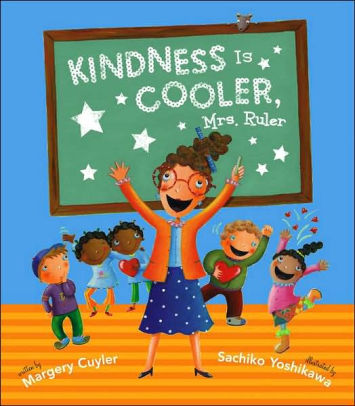 KINDNESS Is
COOLER,
Mrs. Ruler
written by
Margery Cuyler
illustrated by
Sachiko Yoshikawa